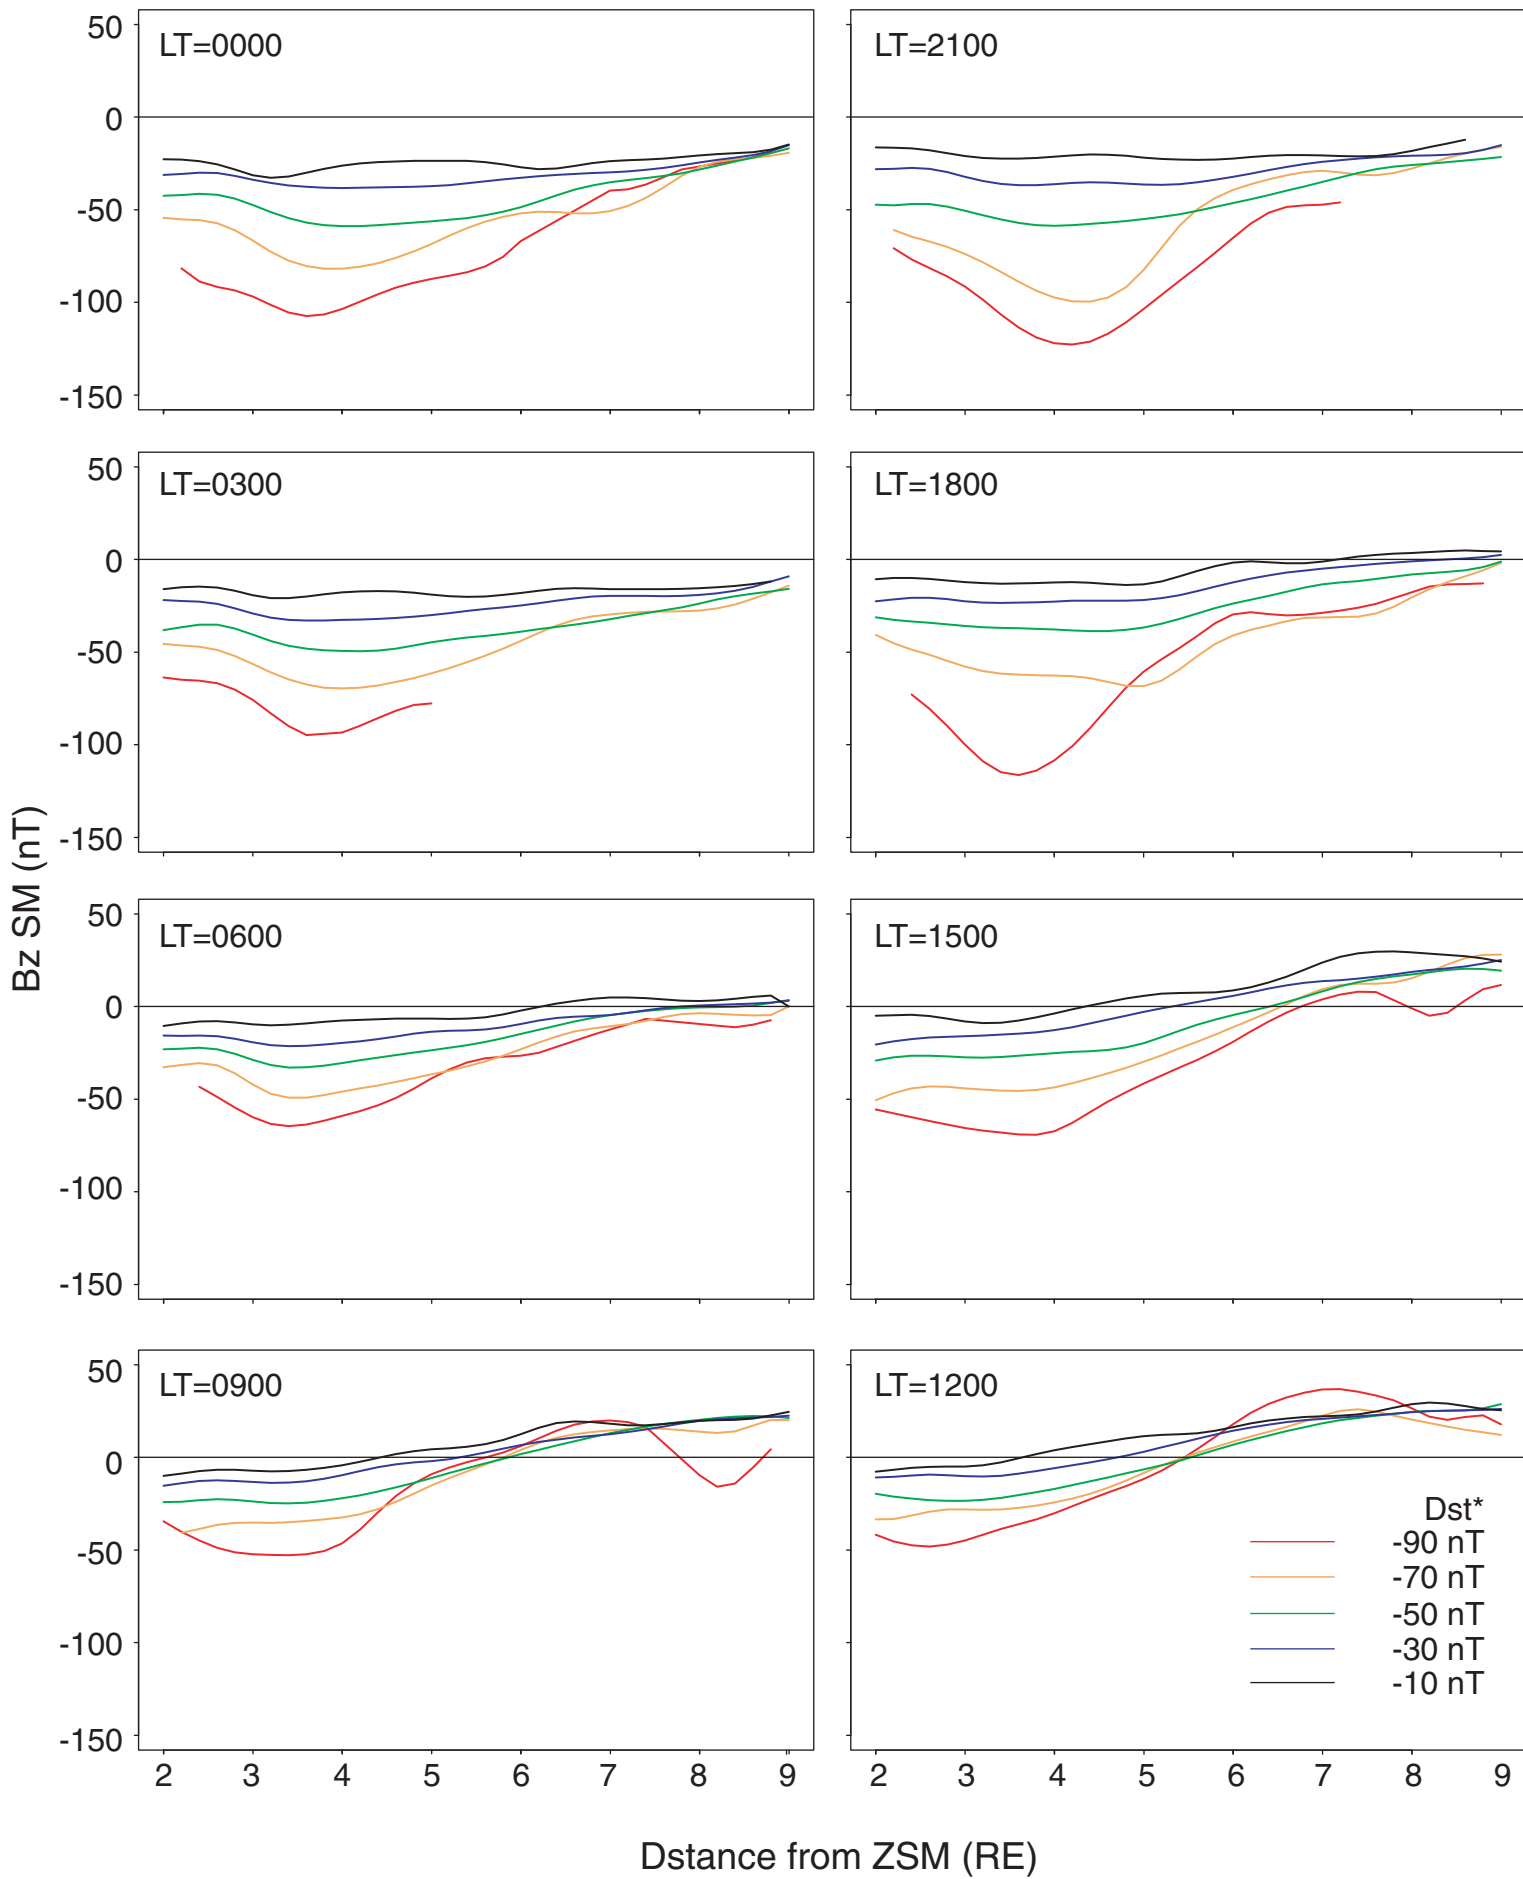 LT=0000
LT=2100
50
0
-50
-100
-150
LT=0300
LT=1800
50
0
-50
-100
-150
LT=0600
LT=1500
50
0
-50
-100
-150
LT=0900
LT=1200
50
0
-50
-100
-150
Dst*
-90 nT
-70 nT
-50 nT
-30 nT
-10 nT
2 3 4 5 6 7 8 9
2 3 4 5 6 7 8 9
Bz SM (nT)
Dstance from ZSM (RE)